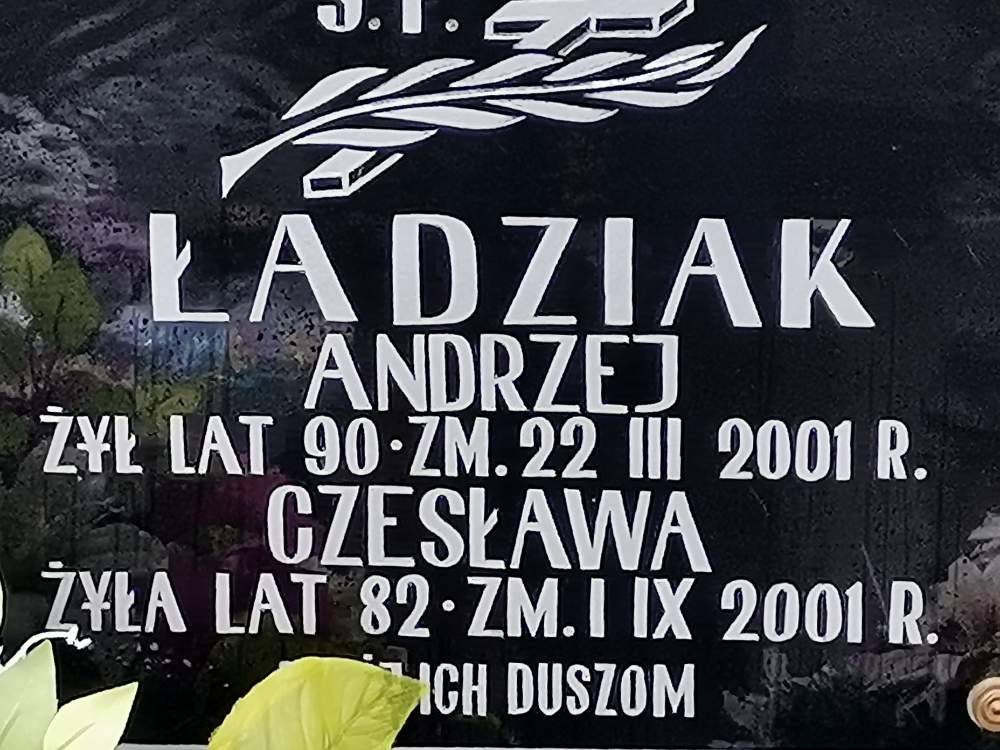 Ś.P.
ŁADZIAK
ANDRZEJ
ŻYŁ LAT 90·ZM. 22 III 2001 R.
CZESŁAWA
ŻYŁA LAT 82·ZM. I IX 2001 R.
ICH DUSZOM